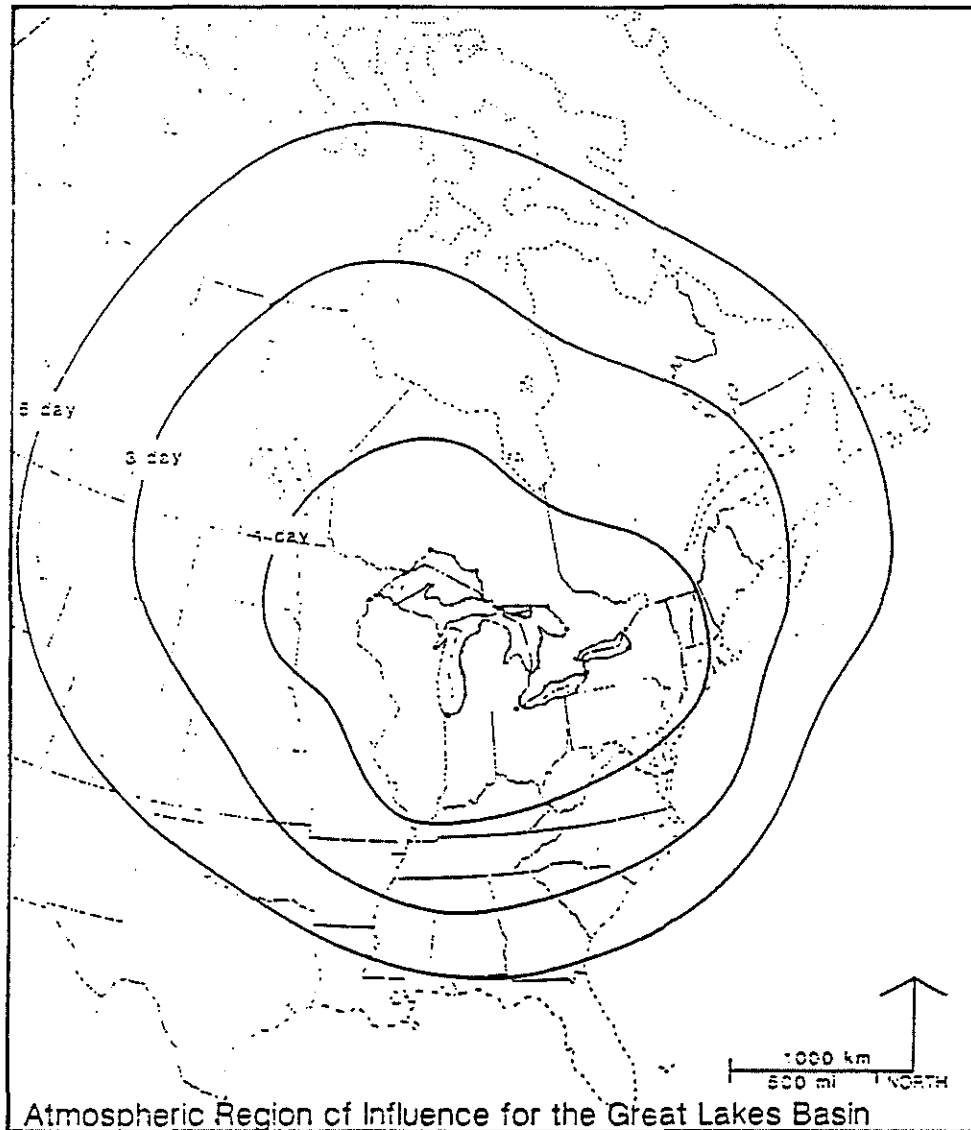 5 day
3 day
1 day
1000 km
500 mi
NORTH
Atmospheric Region of Influence for the Great Lakes Basin